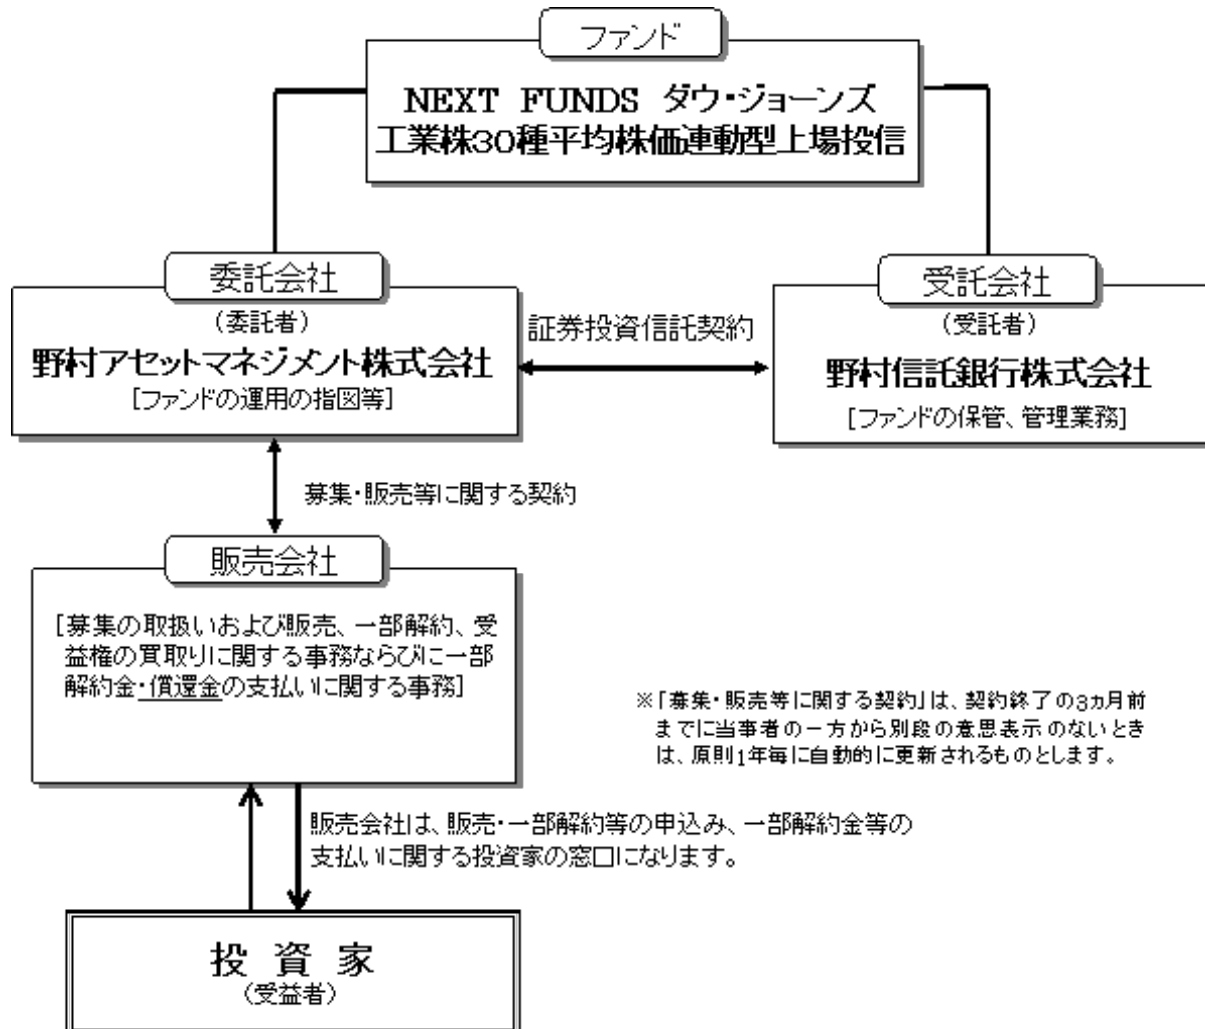 ファンド
NEXT FUNDS ダウ・ジョーンズ
工業株30種平均株価連動型上場投信
委託会社
(委託者)
野村アセットマネジメント株式会社
[ファンドの運用の指図等]
証券投資信託契約
受託会社
(受託者)
野村信託銀行株式会社
[ファンドの保管、管理業務]
募集・販売等に関する契約
販売会社
[募集の取扱いおよび販売、一部解約、受
益権の買取りに関する事務ならびに一部
解約金・償還金の支払いに関する事務]
※「募集・販売等に関する契約」は、契約終了の3ヵ月前
までに当事者の一方から別段の意思表示のないとき
は、原則1年毎に自動的に更新されるものとします。
販売会社は、販売・一部解約等の申込み、一部解約金等の
支払いに関する投資家の窓口になります。
投資家
(受益者)